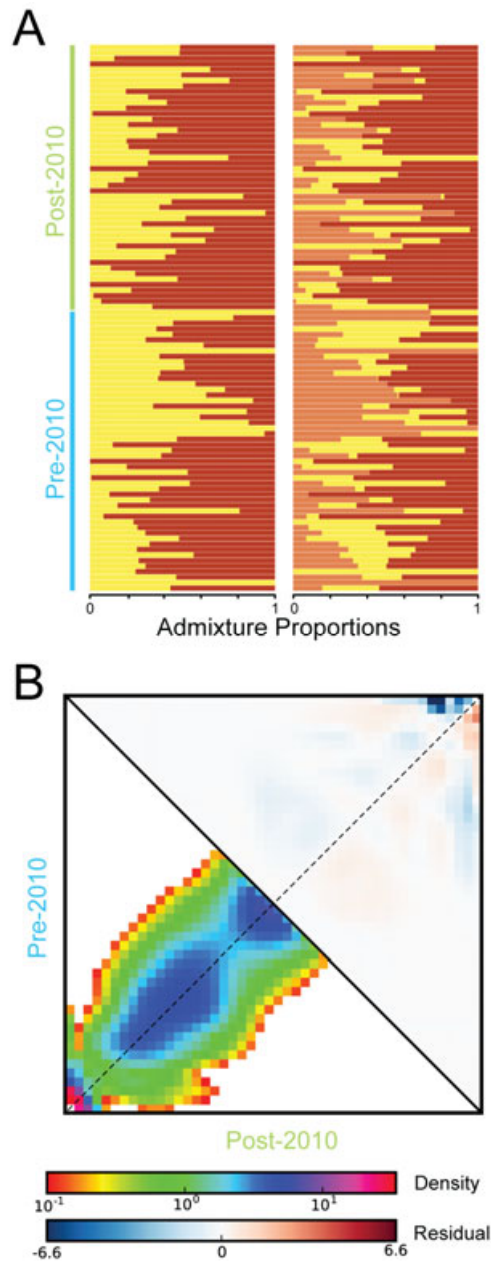 A
Post-2010
Pre-2010
0 1 0 1
Admixture Proportions
B
Pre-2010
Post-2010
Density
10⁻¹ 10⁰ 10¹
Residual
-6.6 0 6.6